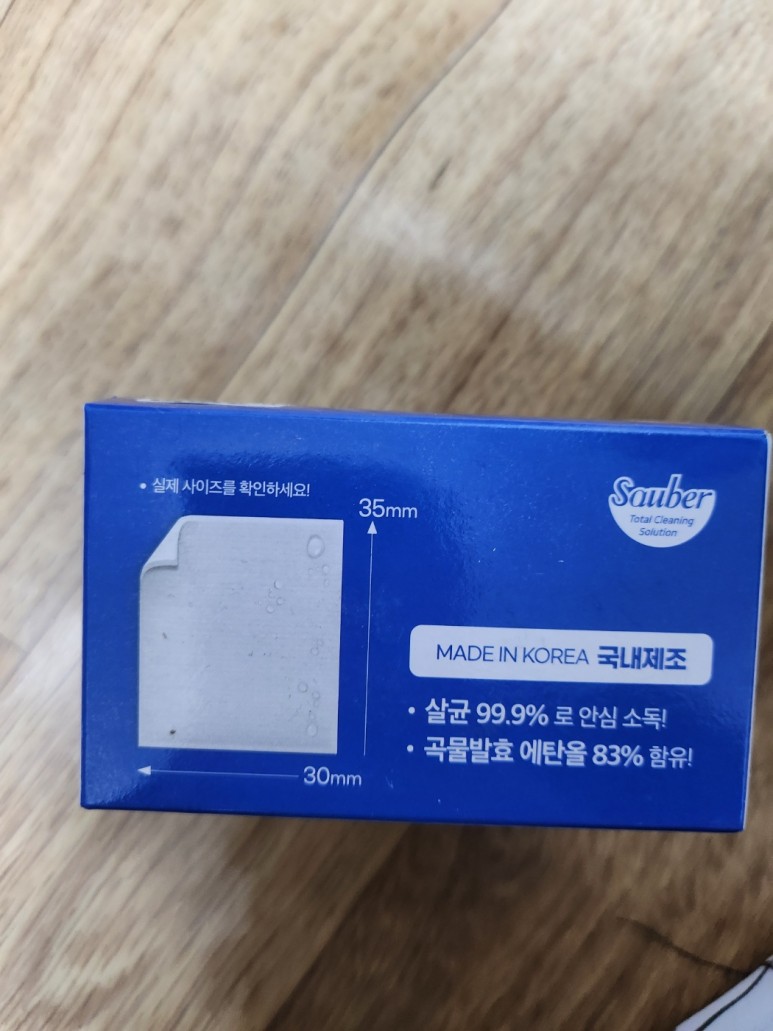 • 실제 사이즈를 확인하세요!
35mm
30mm
Sauber
Total Cleaning
Solution
MADE IN KOREA 국내제조
• 살균 99.9% 로 안심 소독!
• 곡물발효 에탄올 83% 함유!